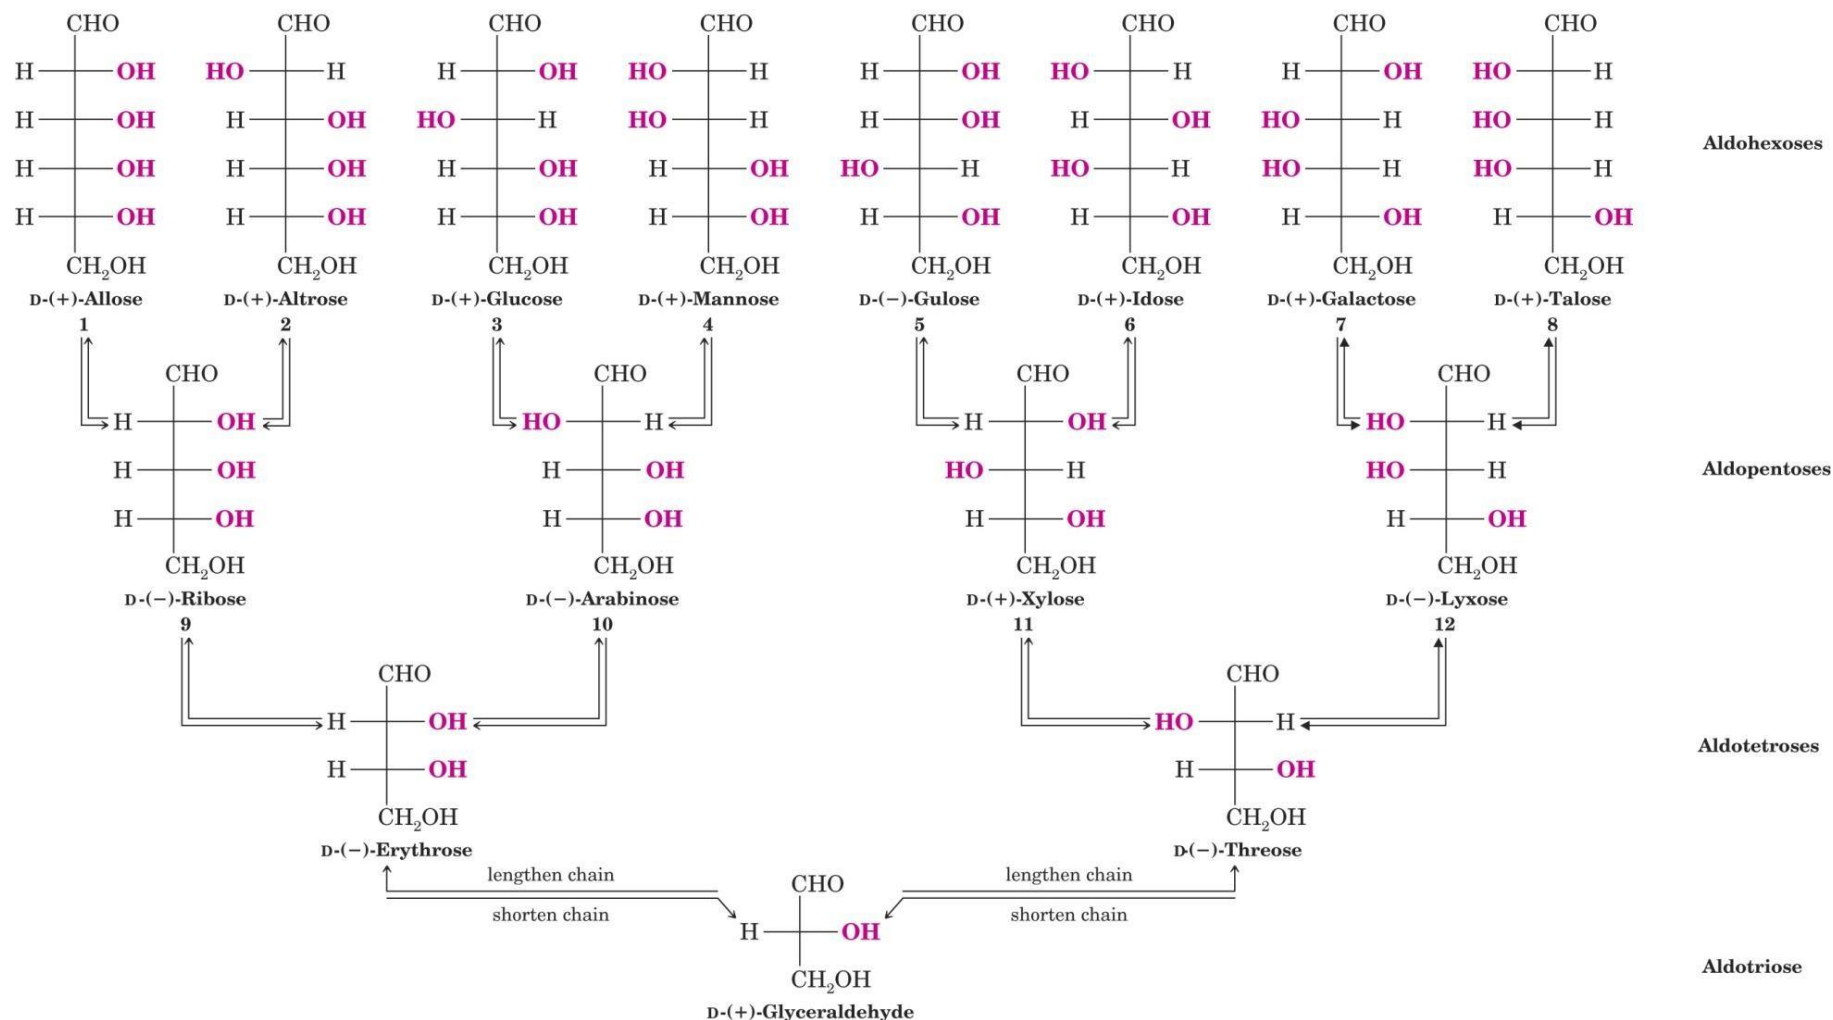 CHO CHO CHO CHO CHO CHO CHO CHO
H OH HO H H OH HO H H OH HO H H OH HO H
H OH H OH HO H HO H H OH H OH HO H HO H
Aldohexoses
H OH H OH H OH H OH HO H HO H HO H HO H
H OH H OH H OH H OH H OH H OH H OH H OH
CH₂OH CH₂OH CH₂OH CH₂OH CH₂OH CH₂OH CH₂OH CH₂OH
D-(+)-Allose D-(+)-Altrose D-(+)-Glucose D-(+)-Mannose D-(−)-Gulose D-(+)-Idose D-(+)-Galactose D-(+)-Talose
1 2 3 4 5 6 7 8
CHO CHO CHO CHO
H OH HO H H OH HO H
H OH H OH HO H HO H Aldopentoses
H OH H OH H OH H OH
CH₂OH CH₂OH CH₂OH CH₂OH
D-(−)-Ribose D-(−)-Arabinose D-(+)-Xylose D-(−)-Lyxose
9 10 11 12
CHO CHO
H OH HO H
Aldotetroses
H OH H OH
CH₂OH CH₂OH
D-(−)-Erythrose D-(−)-Threose
lengthen chain lengthen chain
CHO
shorten chain shorten chain
H OH
Aldotriose
CH₂OH
D-(+)-Glyceraldehyde